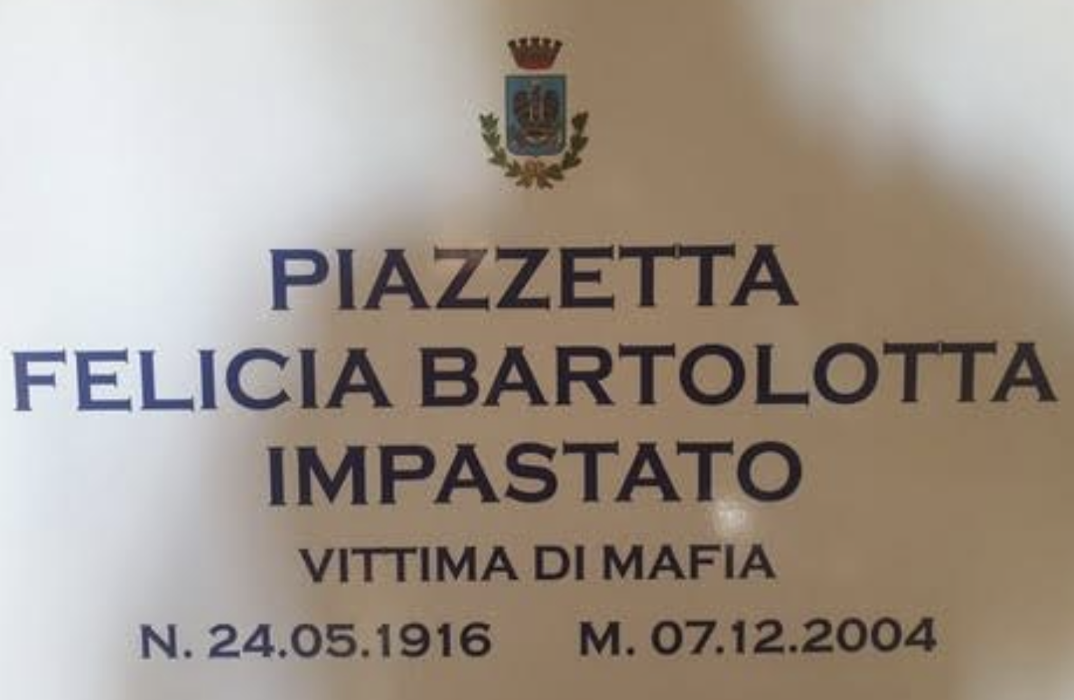 PIAZZETTA
FELICIA BARTOLOTTA
IMPASTATO
VITTIMA DI MAFIA
N. 24.05.1916 M. 07.12.2004